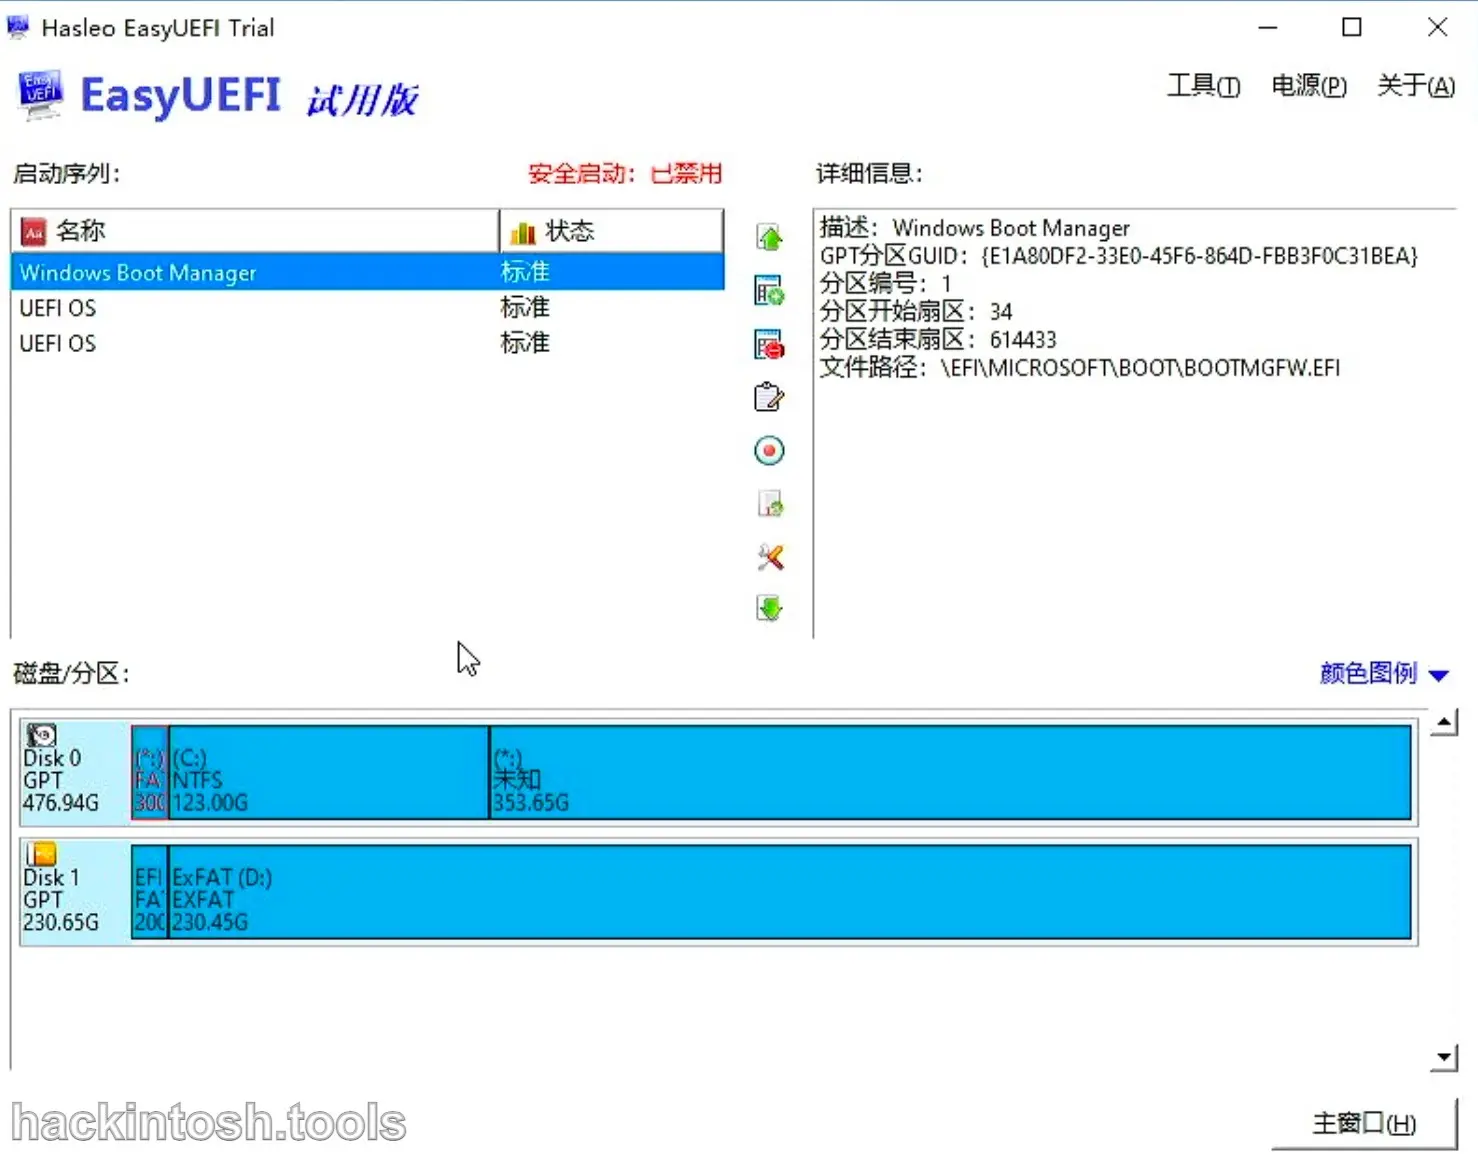 Hasleo EasyUEFI Trial
EasyUEFI 试用版
工具(T) 电源(P) 关于(A)
启动序列:
安全启动: 已禁用
名称 状态
Windows Boot Manager 标准
UEFI OS 标准
UEFI OS 标准
详细信息:
描述: Windows Boot Manager
GPT分区GUID: {E1A80DF2-33E0-45F6-864D-FBB3F0C31BEA}
分区编号: 1
分区开始扇区: 34
分区结束扇区: 614433
文件路径: \EFI\MICROSOFT\BOOT\BOOTMGFW.EFI
磁盘/分区:
颜色图例
Disk 0
GPT
476.94G
(*:)
FA
300
(C:)
NTFS
123.00G
(*:)
未知
353.65G
Disk 1
GPT
230.65G
EFI
FA
200
ExFAT (D:)
EXFAT
230.45G
hackintosh.tools
主窗口(H)